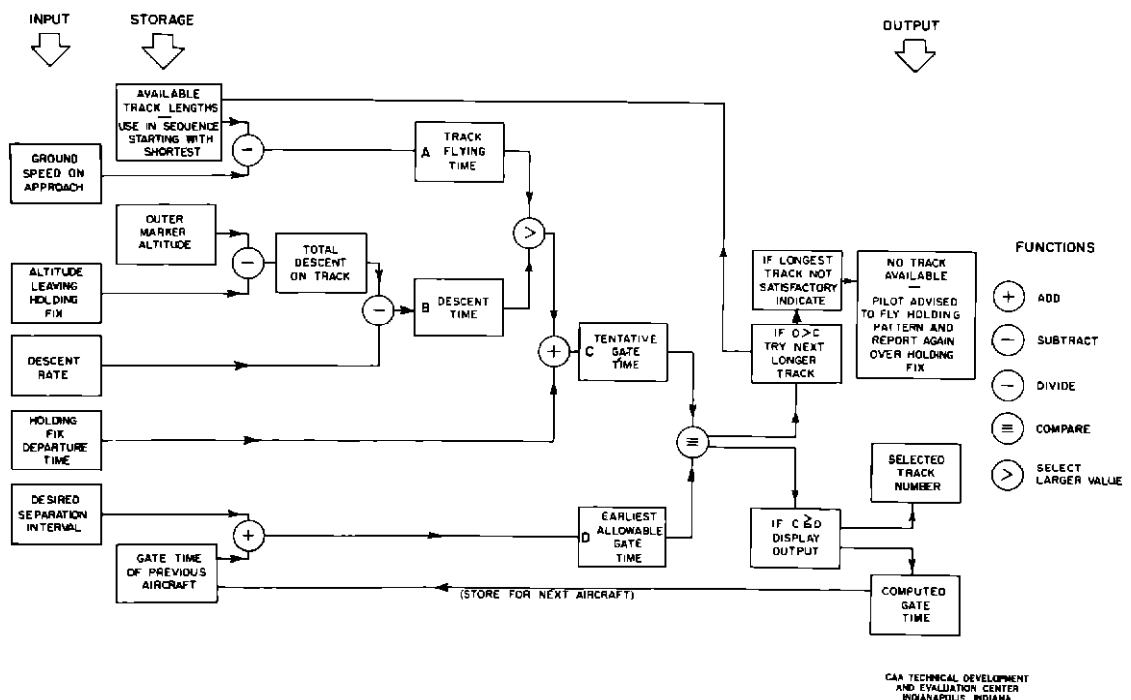 INPUT
STORAGE
OUTPUT
AVAILABLE
TRACK LENGTHS
—
USE IN SEQUENCE
STARTING WITH
SHORTEST
GROUND
SPEED ON
APPROACH
−
A
TRACK
FLYING
TIME
OUTER
MARKER
ALTITUDE
ALTITUDE
LEAVING
HOLDING
FIX
−
TOTAL
DESCENT
ON TRACK
−
B
DESCENT
TIME
>
DESCENT
RATE
HOLDING
FIX
DEPARTURE
TIME
+
C
TENTATIVE
GATE
TIME
≡
DESIRED
SEPARATION
INTERVAL
+
GATE TIME
OF PREVIOUS
AIRCRAFT
D
EARLIEST
ALLOWABLE
GATE
TIME
(STORE FOR NEXT AIRCRAFT)
IF LONGEST
TRACK NOT
SATISFACTORY
INDICATE
IF D>C
TRY NEXT
LONGER
TRACK
NO TRACK
AVAILABLE
—
PILOT ADVISED
TO FLY HOLDING
PATTERN AND
REPORT AGAIN
OVER HOLDING
FIX
SELECTED
TRACK
NUMBER
IF C≧D
DISPLAY
OUTPUT
COMPUTED
GATE
TIME
FUNCTIONS
+ ADD
− SUBTRACT
− DIVIDE
≡ COMPARE
> SELECT
LARGER VALUE
CAA TECHNICAL DEVELOPMENT
AND EVALUATION CENTER
INDIANAPOLIS, INDIANA